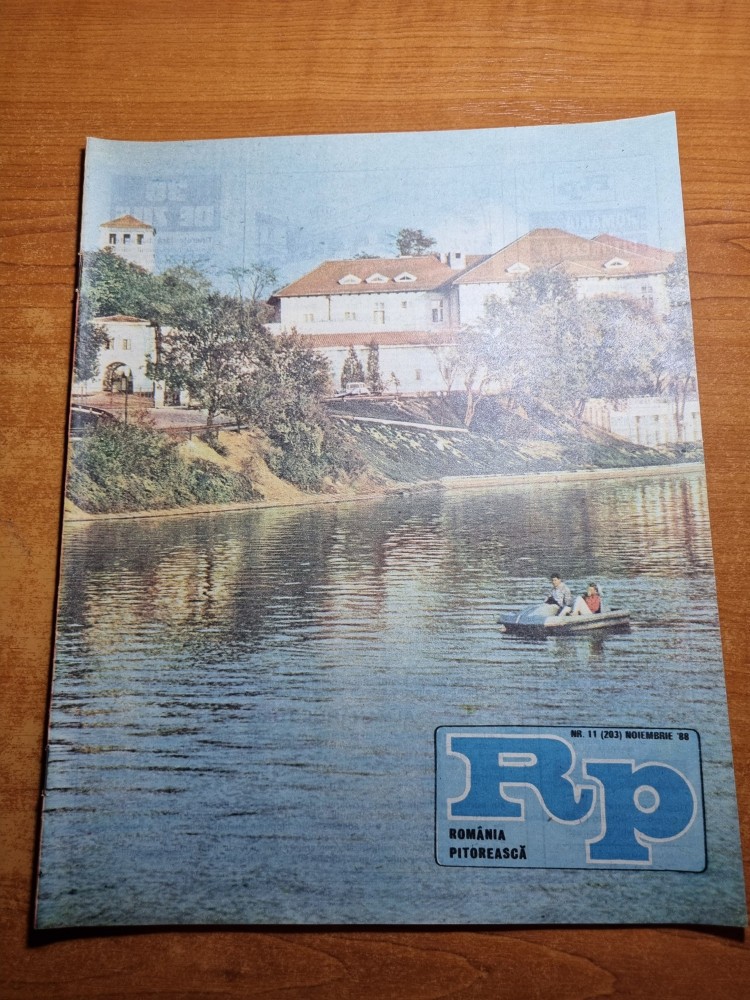 NR. 11 (203) NOIEMBRIE '88
Rp
ROMÂNIA
PITOREASCĂ